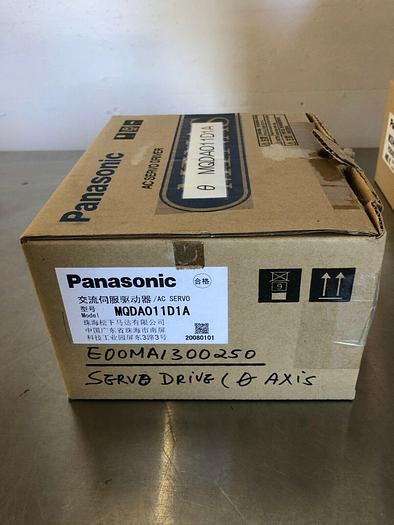 Panasonic
AC SERVO DRIVER
θ MQDA011D1A
Panasonic
合格
交流伺服驱动器/AC SERVO
型号
Model MQDA011D1A
珠海松下马达有限公司
中国广东省珠海市南屏
科技工业园屏东3路3号 20080101
9
E00MA1300250
SERVO DRIVE (θ AXIS